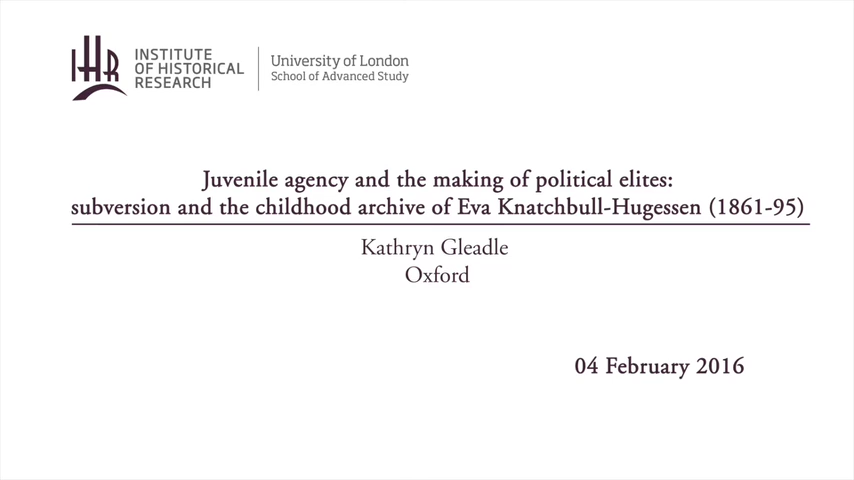 IHR
INSTITUTE
OF HISTORICAL
RESEARCH
University of London
School of Advanced Study
Juvenile agency and the making of political elites:
subversion and the childhood archive of Eva Knatchbull-Hugessen (1861-95)
Kathryn Gleadle
Oxford
04 February 2016